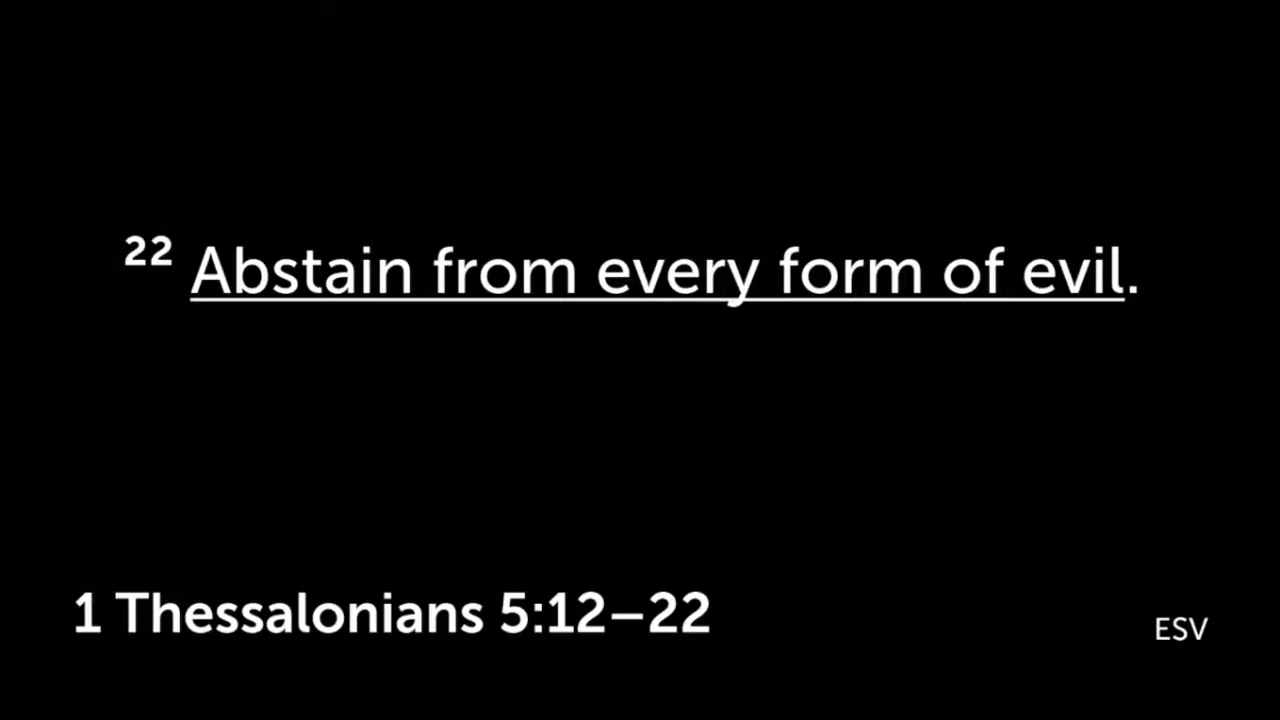 22 Abstain from every form of evil.
1 Thessalonians 5:12–22
ESV